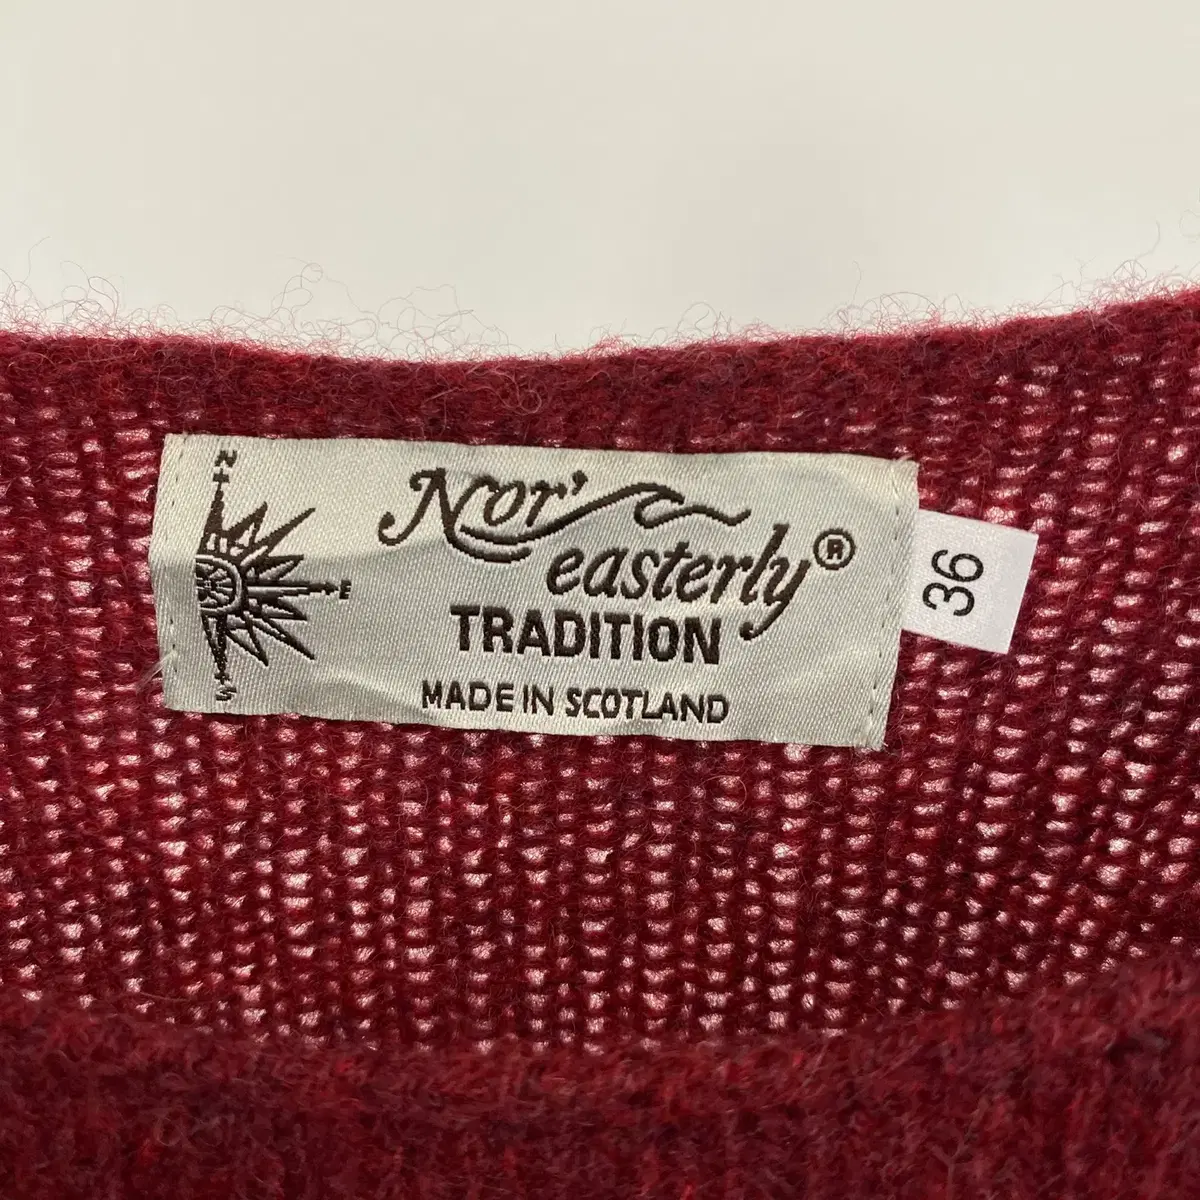 N
E
S
Nor'
easterly®
TRADITION
MADE IN SCOTLAND
36